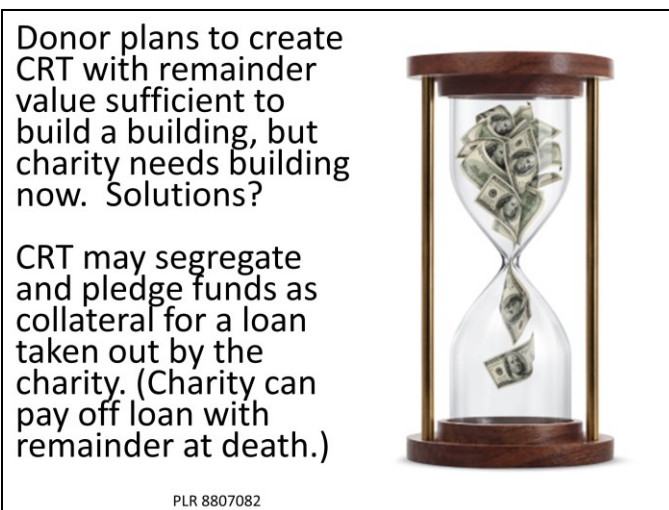 Donor plans to create
CRT with remainder
value sufficient to
build a building, but
charity needs building
now.  Solutions?
CRT may segregate
and pledge funds as
collateral for a loan
taken out by the
charity. (Charity can
pay off loan with
remainder at death.)
PLR 8807082